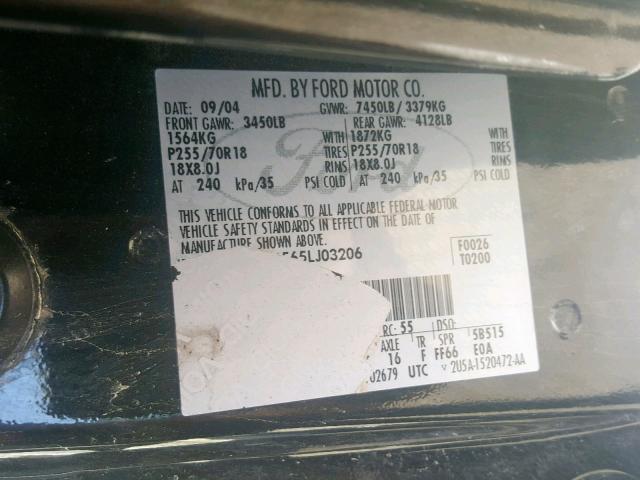 MFD. BY FORD MOTOR CO.
DATE: 09/04 GVWR: 7450LB/3379KG
FRONT GAWR: 3450LB REAR GAWR: 4128LB
1564KG WITH 1872KG WITH
P255/70R18 TIRES P255/70R18 TIRES
18X8.0J RIMS 18X8.0J RIMS
AT 240 kPa/35 PSI COLD AT 240 kPa/35 PSI COLD
Ford
THIS VEHICLE CONFORMS TO ALL APPLICABLE FEDERAL MOTOR
VEHICLE SAFETY STANDARDS IN EFFECT ON THE DATE OF
MANUFACTURE SHOWN ABOVE.
565LJ03206 F0026
T0200
RC: 55 DSO:
AXLE TR SPR 5B515
16 F FF66 E0A
02679 UTC 2U5A-1520472-AA